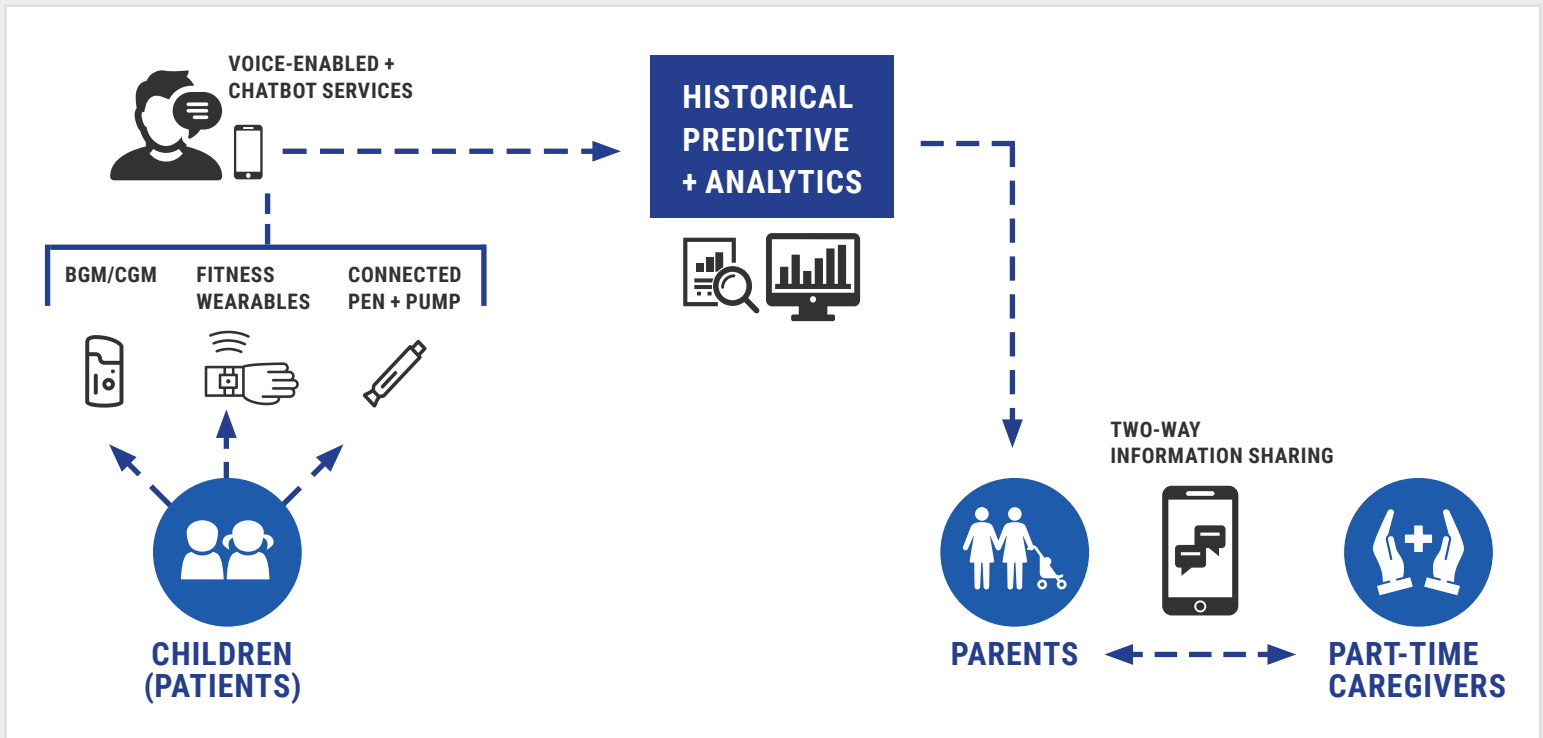 VOICE-ENABLED +
CHATBOT SERVICES
HISTORICAL
PREDICTIVE
+ ANALYTICS
BGM/CGM
FITNESS
WEARABLES
CONNECTED
PEN + PUMP
TWO-WAY
INFORMATION SHARING
CHILDREN
(PATIENTS)
PARENTS
PART-TIME
CAREGIVERS